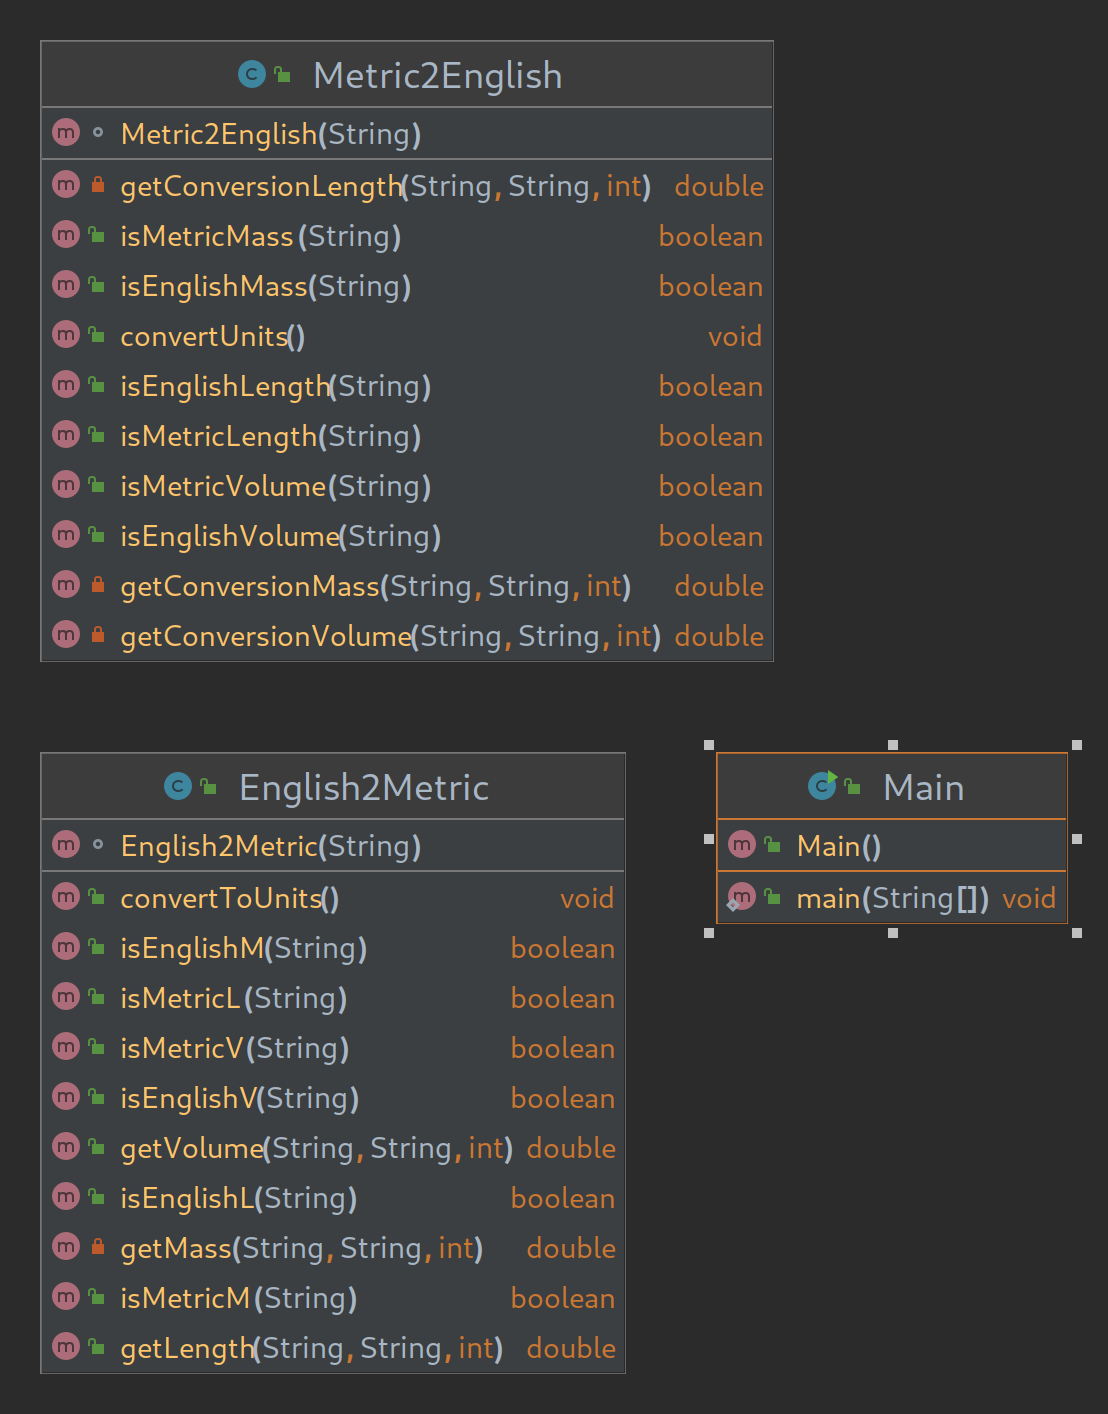 Metric2English
Metric2English(String)
getConversionLength(String, String, int) double
isMetricMass(String) boolean
isEnglishMass(String) boolean
convertUnits() void
isEnglishLength(String) boolean
isMetricLength(String) boolean
isMetricVolume(String) boolean
isEnglishVolume(String) boolean
getConversionMass(String, String, int) double
getConversionVolume(String, String, int) double
English2Metric
English2Metric(String)
convertToUnits() void
isEnglishM(String) boolean
isMetricL(String) boolean
isMetricV(String) boolean
isEnglishV(String) boolean
getVolume(String, String, int) double
isEnglishL(String) boolean
getMass(String, String, int) double
isMetricM(String) boolean
getLength(String, String, int) double
Main
Main()
main(String[]) void